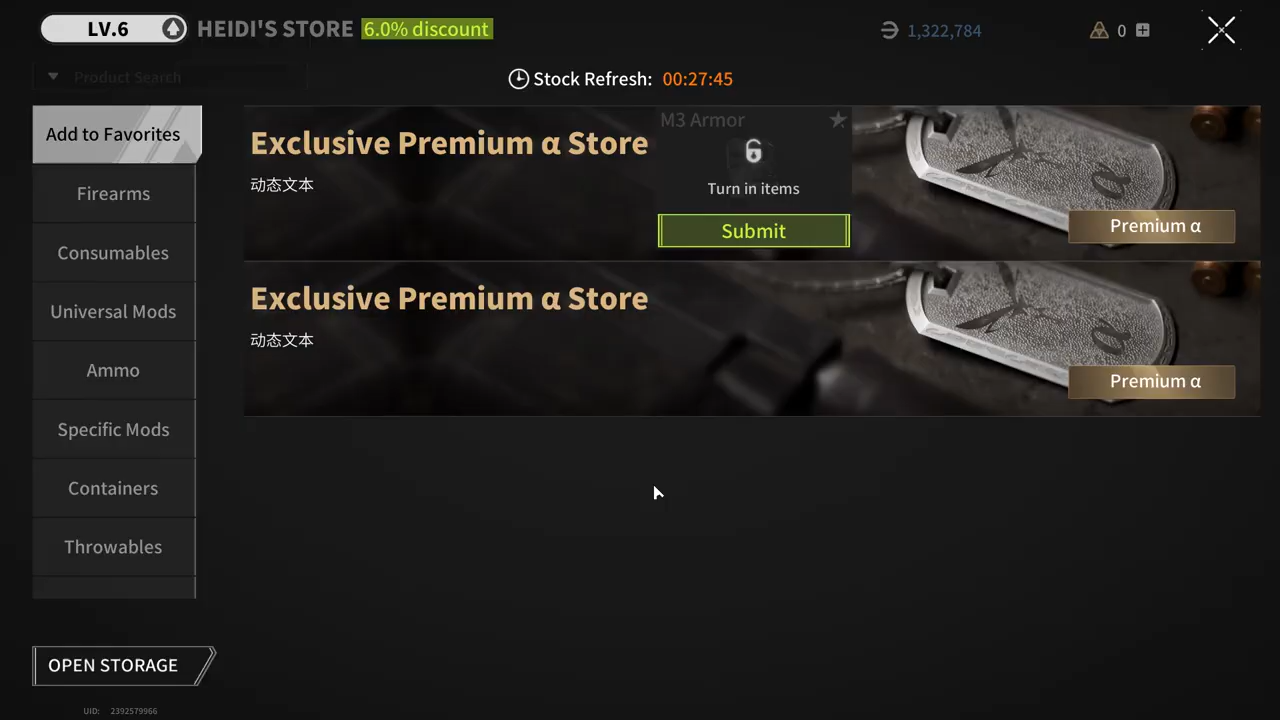 LV.6
HEIDI'S STORE
6.0% discount
1,322,784
0
Product Search
Stock Refresh: 00:27:45
Add to Favorites
Firearms
Consumables
Universal Mods
Ammo
Specific Mods
Containers
Throwables
Exclusive Premium α Store
动态文本
M3 Armor
Turn in items
Submit
α
Premium α
Exclusive Premium α Store
动态文本
α
Premium α
OPEN STORAGE
UID: 2392579966